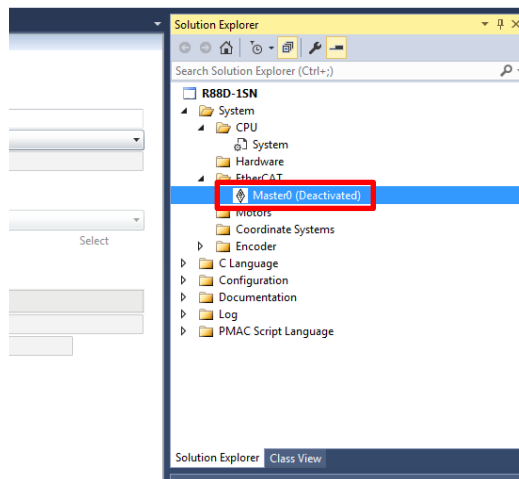 Solution Explorer
Search Solution Explorer (Ctrl+;)
R88D-1SN
System
CPU
System
Hardware
EtherCAT
Master0 (Deactivated)
Motors
Coordinate Systems
Select
Encoder
C Language
Configuration
Documentation
Log
PMAC Script Language
Solution Explorer Class View